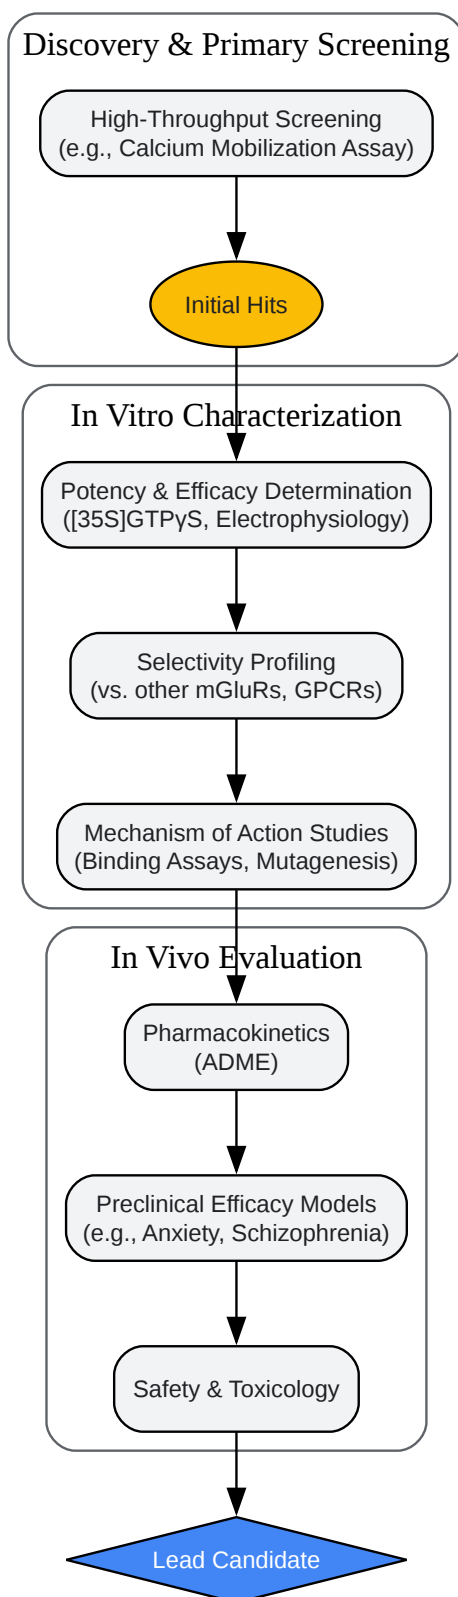 Discovery & Primary Screening
High-Throughput Screening
(e.g., Calcium Mobilization Assay)
Initial Hits
In Vitro Characterization
Potency & Efficacy Determination
([35S]GTPγS, Electrophysiology)
Selectivity Profiling
(vs. other mGluRs, GPCRs)
Mechanism of Action Studies
(Binding Assays, Mutagenesis)
In Vivo Evaluation
Pharmacokinetics
(ADME)
Preclinical Efficacy Models
(e.g., Anxiety, Schizophrenia)
Safety & Toxicology
Lead Candidate